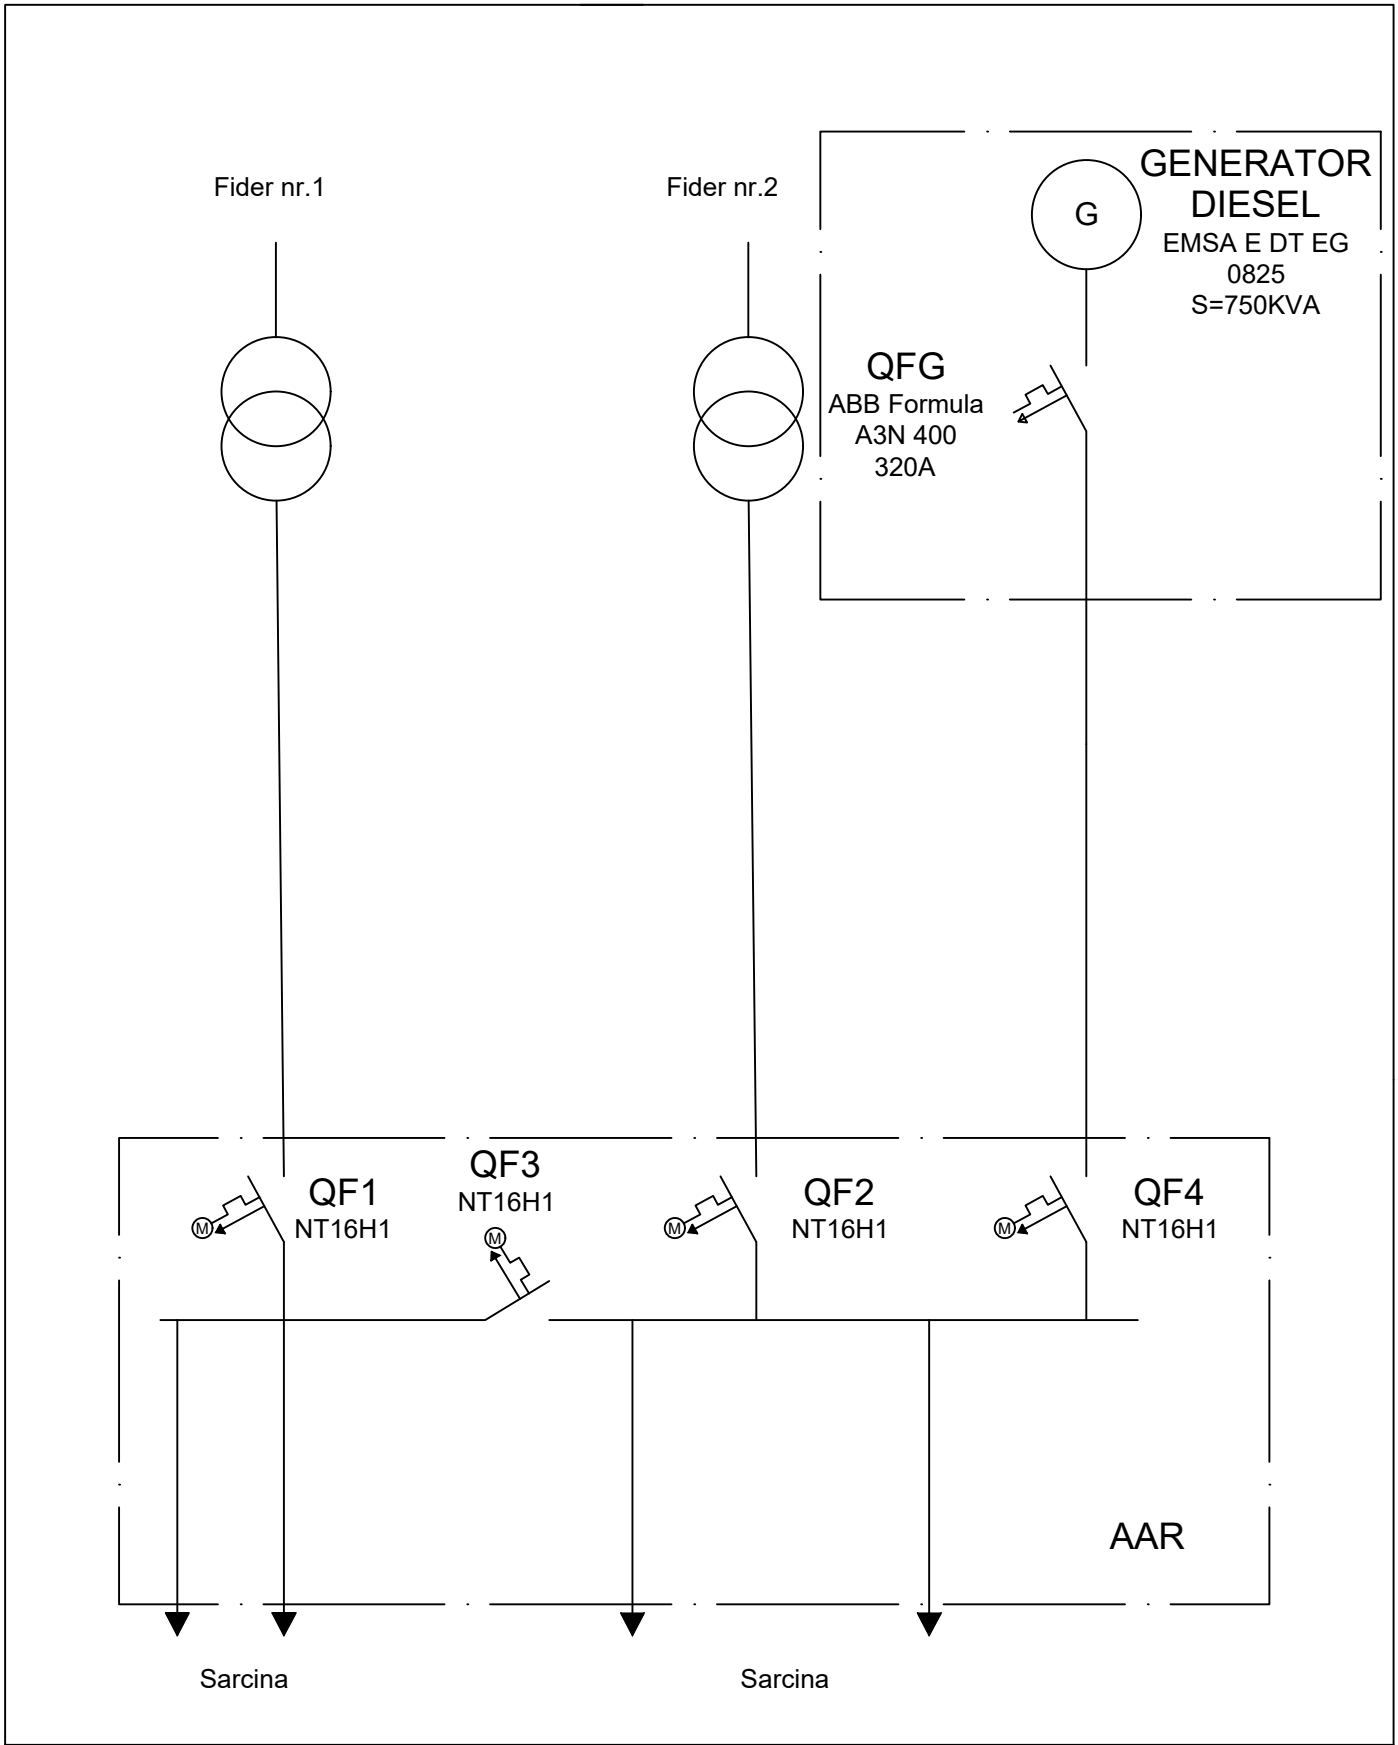 Fider nr.1
Fider nr.2
G
GENERATOR
DIESEL
EMSA E DT EG
0825
S=750KVA
QFG
ABB Formula
A3N 400
320A
QF1
NT16H1
M
QF3
NT16H1
M
QF2
NT16H1
M
QF4
NT16H1
M
AAR
Sarcina
Sarcina